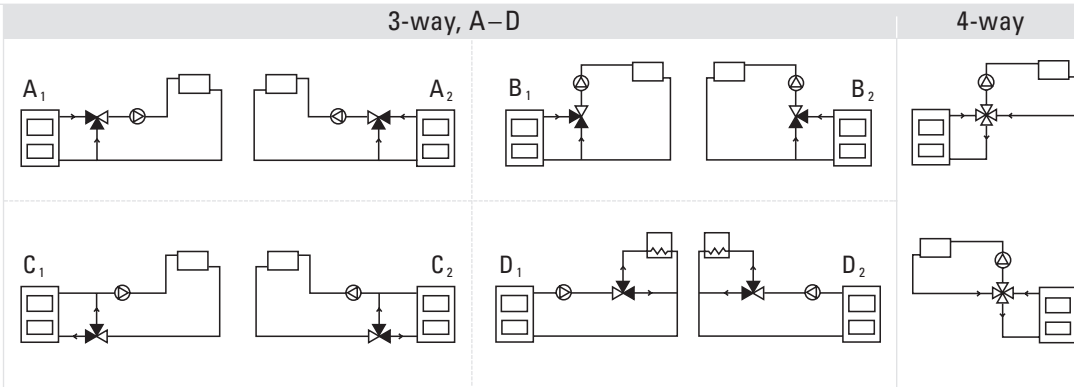 3-way, A–D
4-way
A₁
A₂
B₁
B₂
C₁
C₂
D₁
D₂